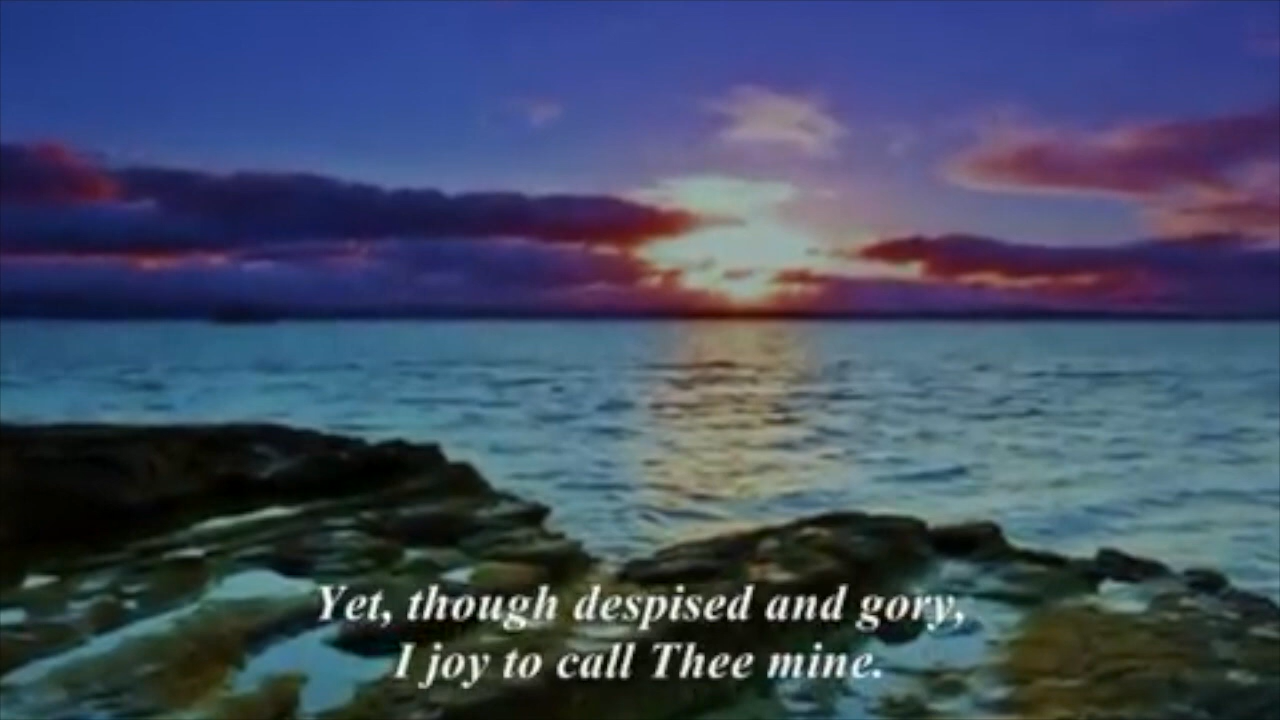 Yet, though despised and gory,
I joy to call Thee mine.